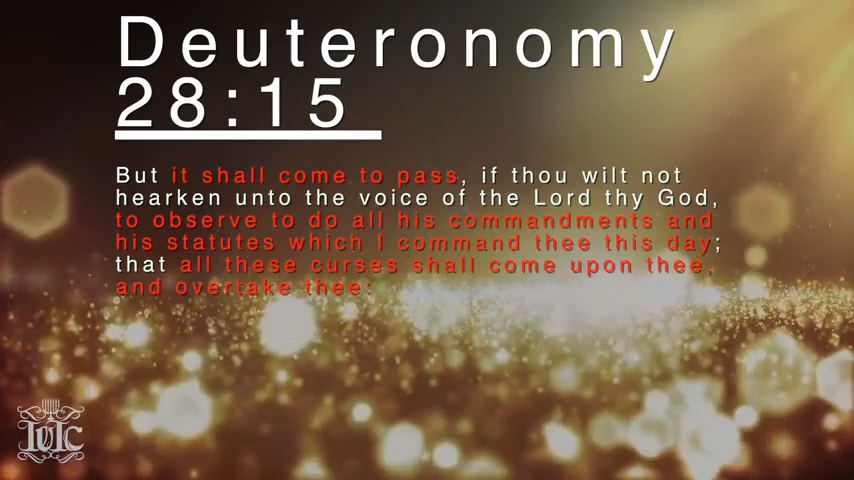 Deuteronomy
28:15
But it shall come to pass, if thou wilt not
hearken unto the voice of the Lord thy God,
to observe to do all his commandments and
his statutes which I command thee this day;
that all these curses shall come upon thee,
and overtake thee:
IUIC